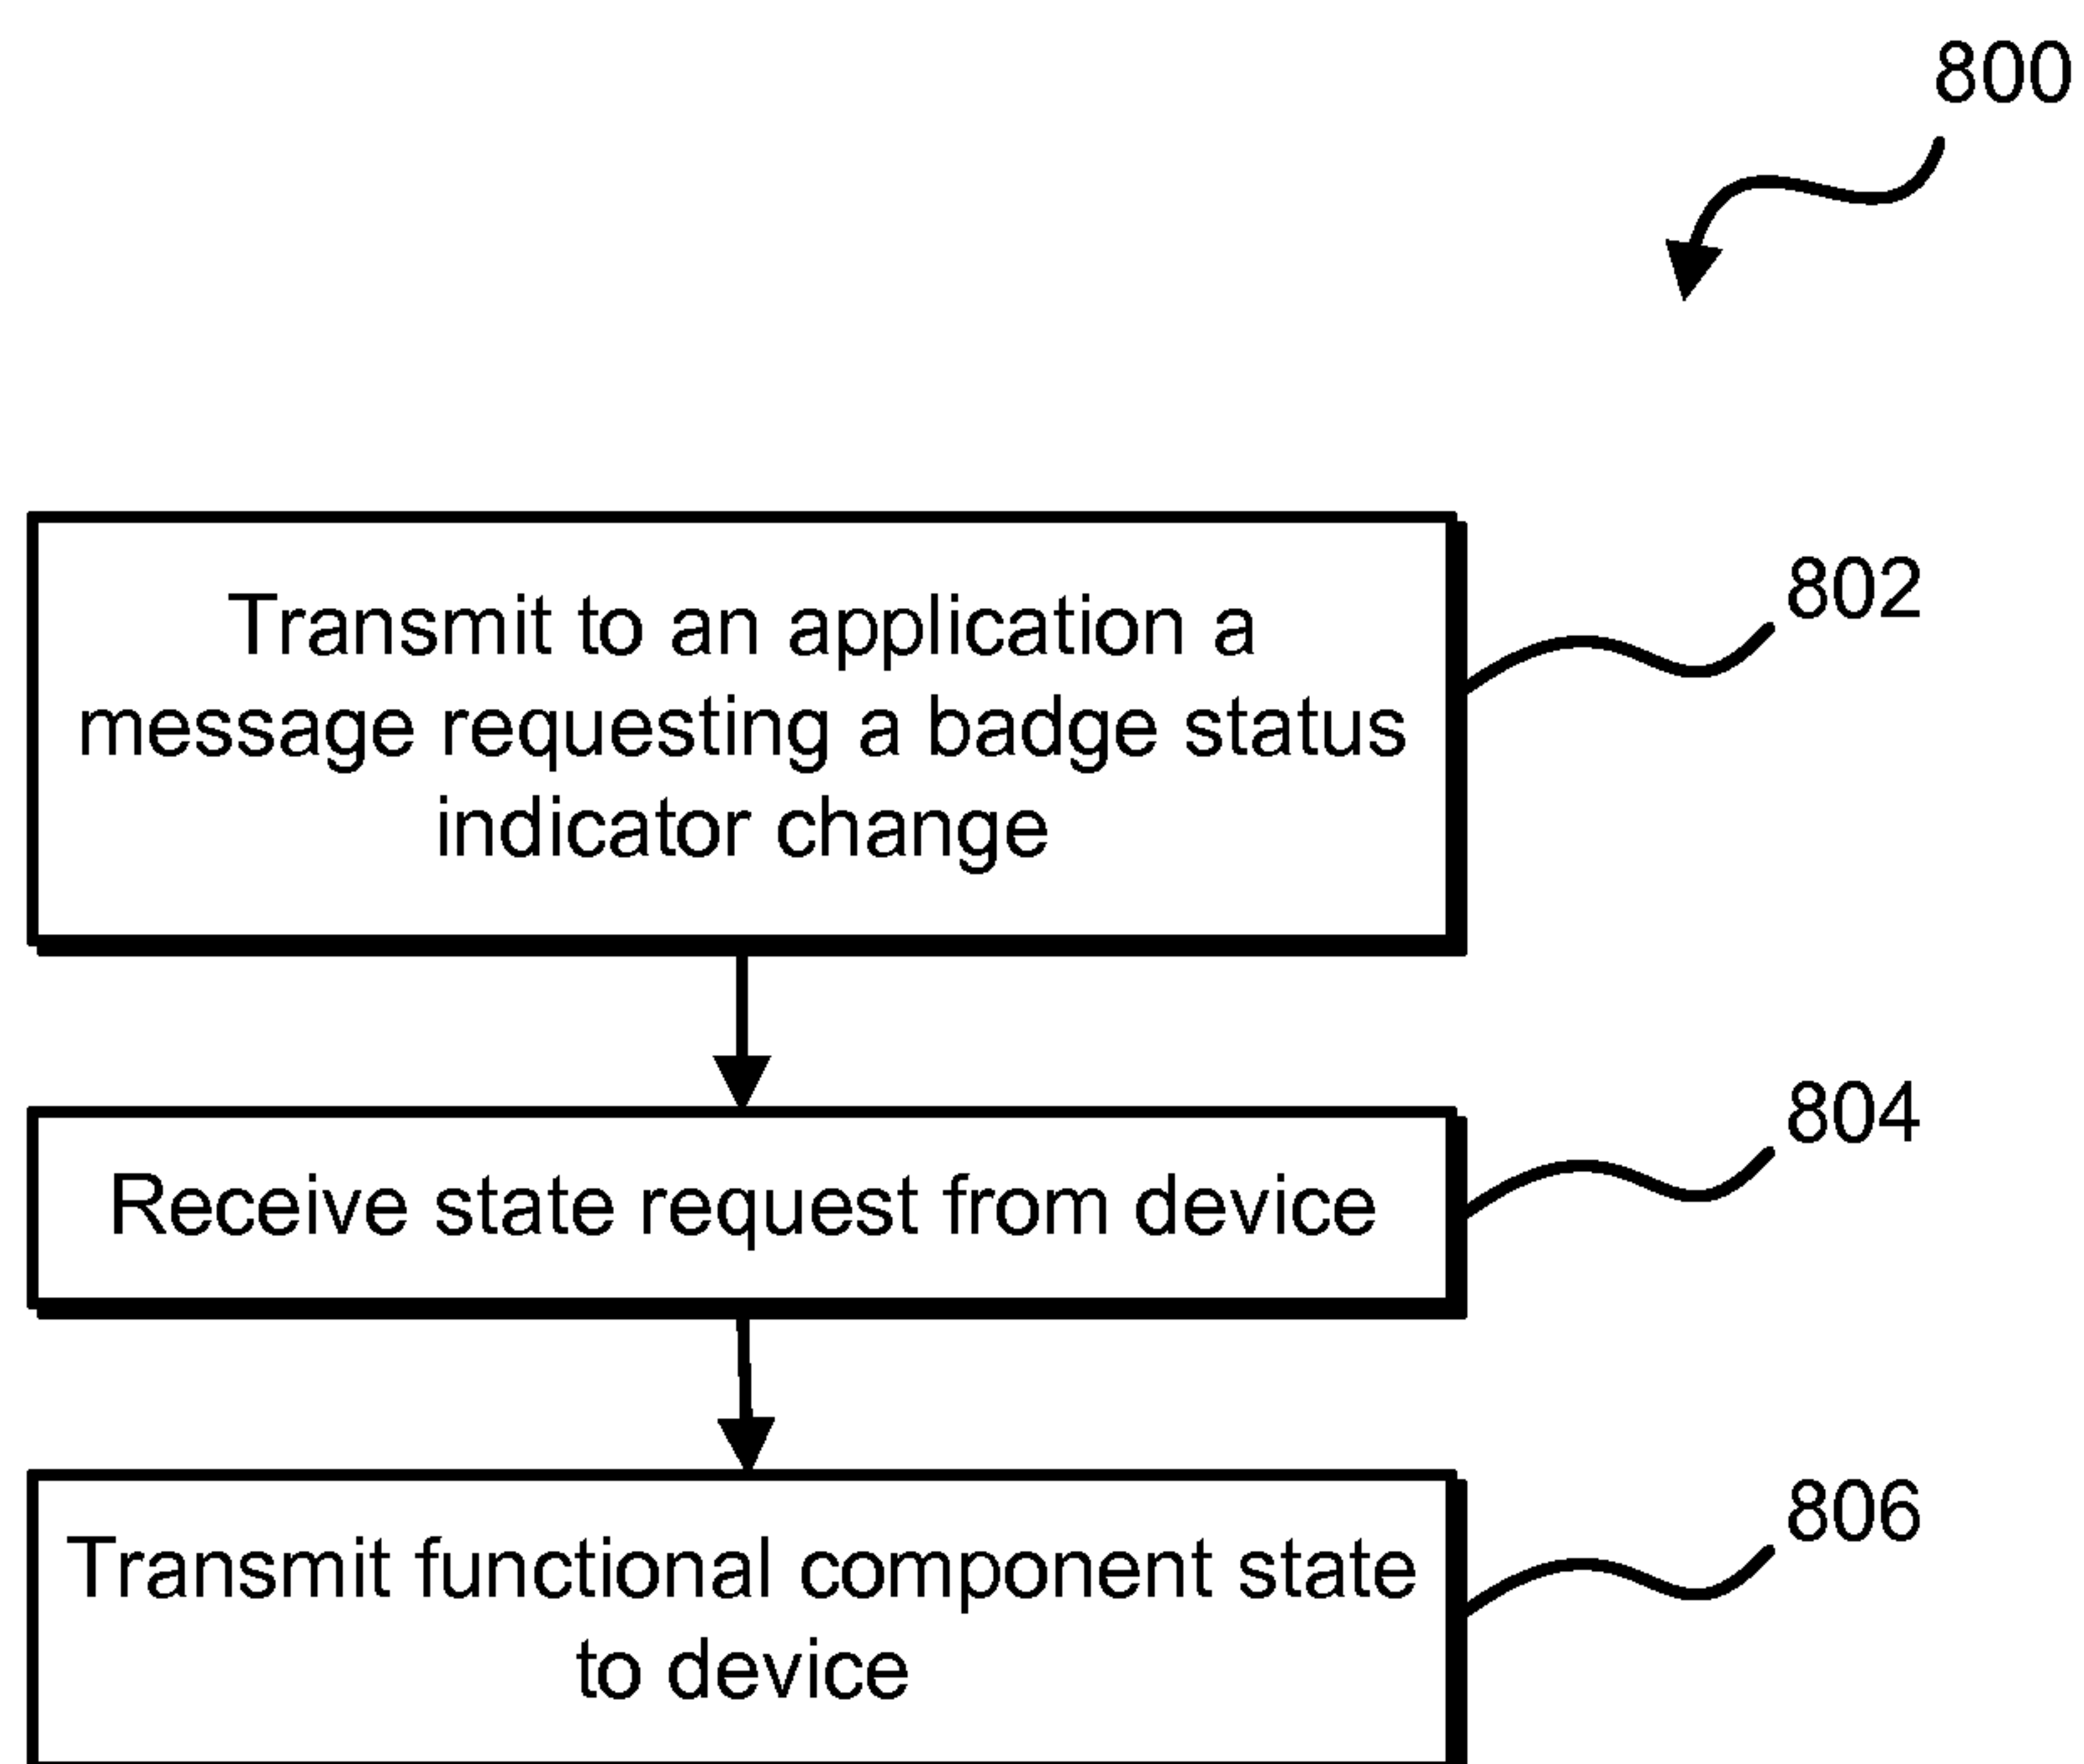 800
Transmit to an application a
message requesting a badge status
indicator change
802
Receive state request from device
804
Transmit functional component state
to device
806